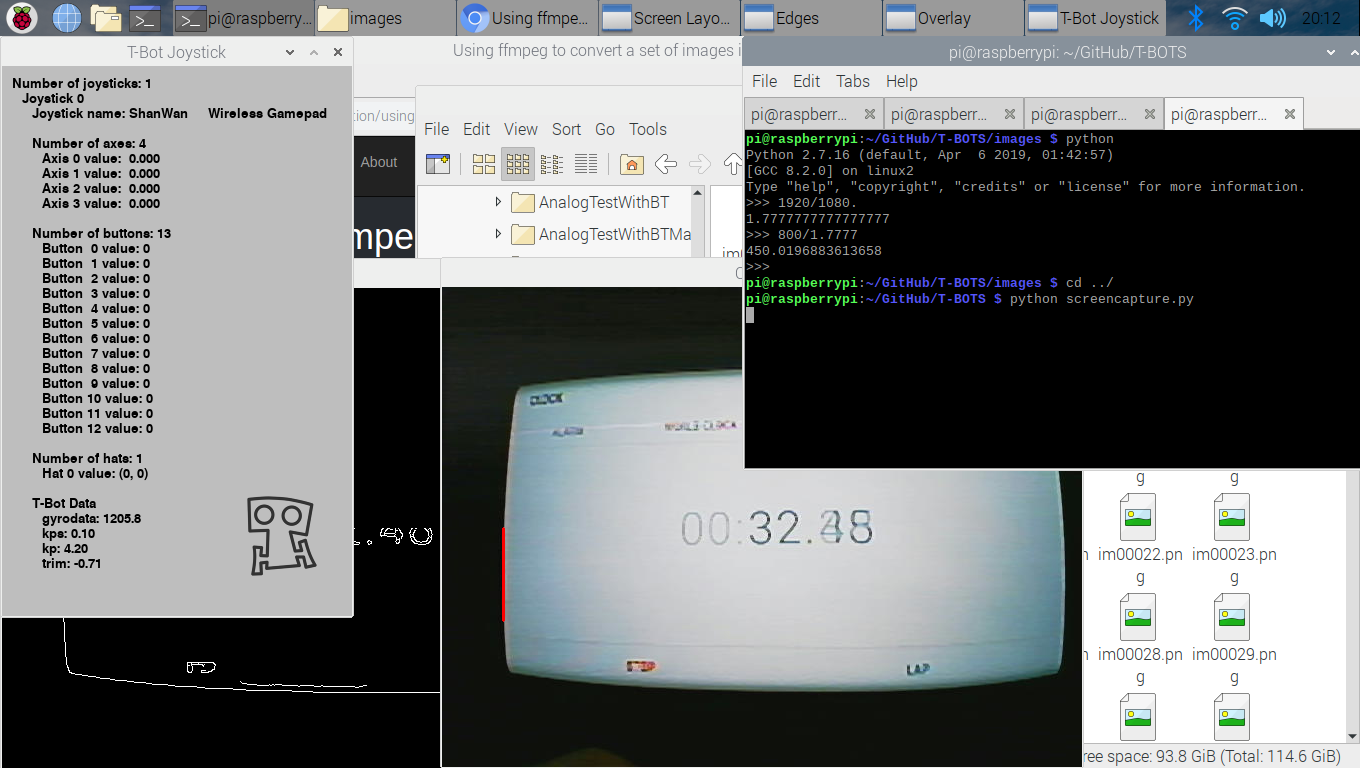 pi@raspberry...
images
Using ffmpe...
Screen Layo...
Edges
Overlay
T-Bot Joystick
20:12
T-Bot Joystick
Number of joysticks: 1
Joystick 0
Joystick name: ShanWan Wireless Gamepad
Number of axes: 4
Axis 0 value: 0.000
Axis 1 value: 0.000
Axis 2 value: 0.000
Axis 3 value: 0.000
Number of buttons: 13
Button 0 value: 0
Button 1 value: 0
Button 2 value: 0
Button 3 value: 0
Button 4 value: 0
Button 5 value: 0
Button 6 value: 0
Button 7 value: 0
Button 8 value: 0
Button 9 value: 0
Button 10 value: 0
Button 11 value: 0
Button 12 value: 0
Number of hats: 1
Hat 0 value: (0, 0)
T-Bot Data
gyrodata: 1205.8
kps: 0.10
kp: 4.20
trim: -0.71
Using ffmpeg to convert a set of images i
ion/using
About
mpe
File Edit View Sort Go Tools
AnalogTestWithBT
AnalogTestWithBTMa
im
pi@raspberrypi: ~/GitHub/T-BOTS
File Edit Tabs Help
pi@raspberr...
pi@raspberr...
pi@raspberr...
pi@raspberr...
pi@raspberrypi:~/GitHub/T-BOTS/images $ python
Python 2.7.16 (default, Apr  6 2019, 01:42:57)
[GCC 8.2.0] on linux2
Type "help", "copyright", "credits" or "license" for more information.
>>> 1920/1080.
1.7777777777777777
>>> 800/1.7777
450.0196883613658
>>>
pi@raspberrypi:~/GitHub/T-BOTS/images $ cd ../
pi@raspberrypi:~/GitHub/T-BOTS $ python screencapture.py
CLOCK
ALARM
WORLD CLOCK
00:32.
LAP
g
g
im00022.pn
g
im00023.pn
g
im00028.pn
g
im00029.pn
g
ree space: 93.8 GiB (Total: 114.6 GiB)